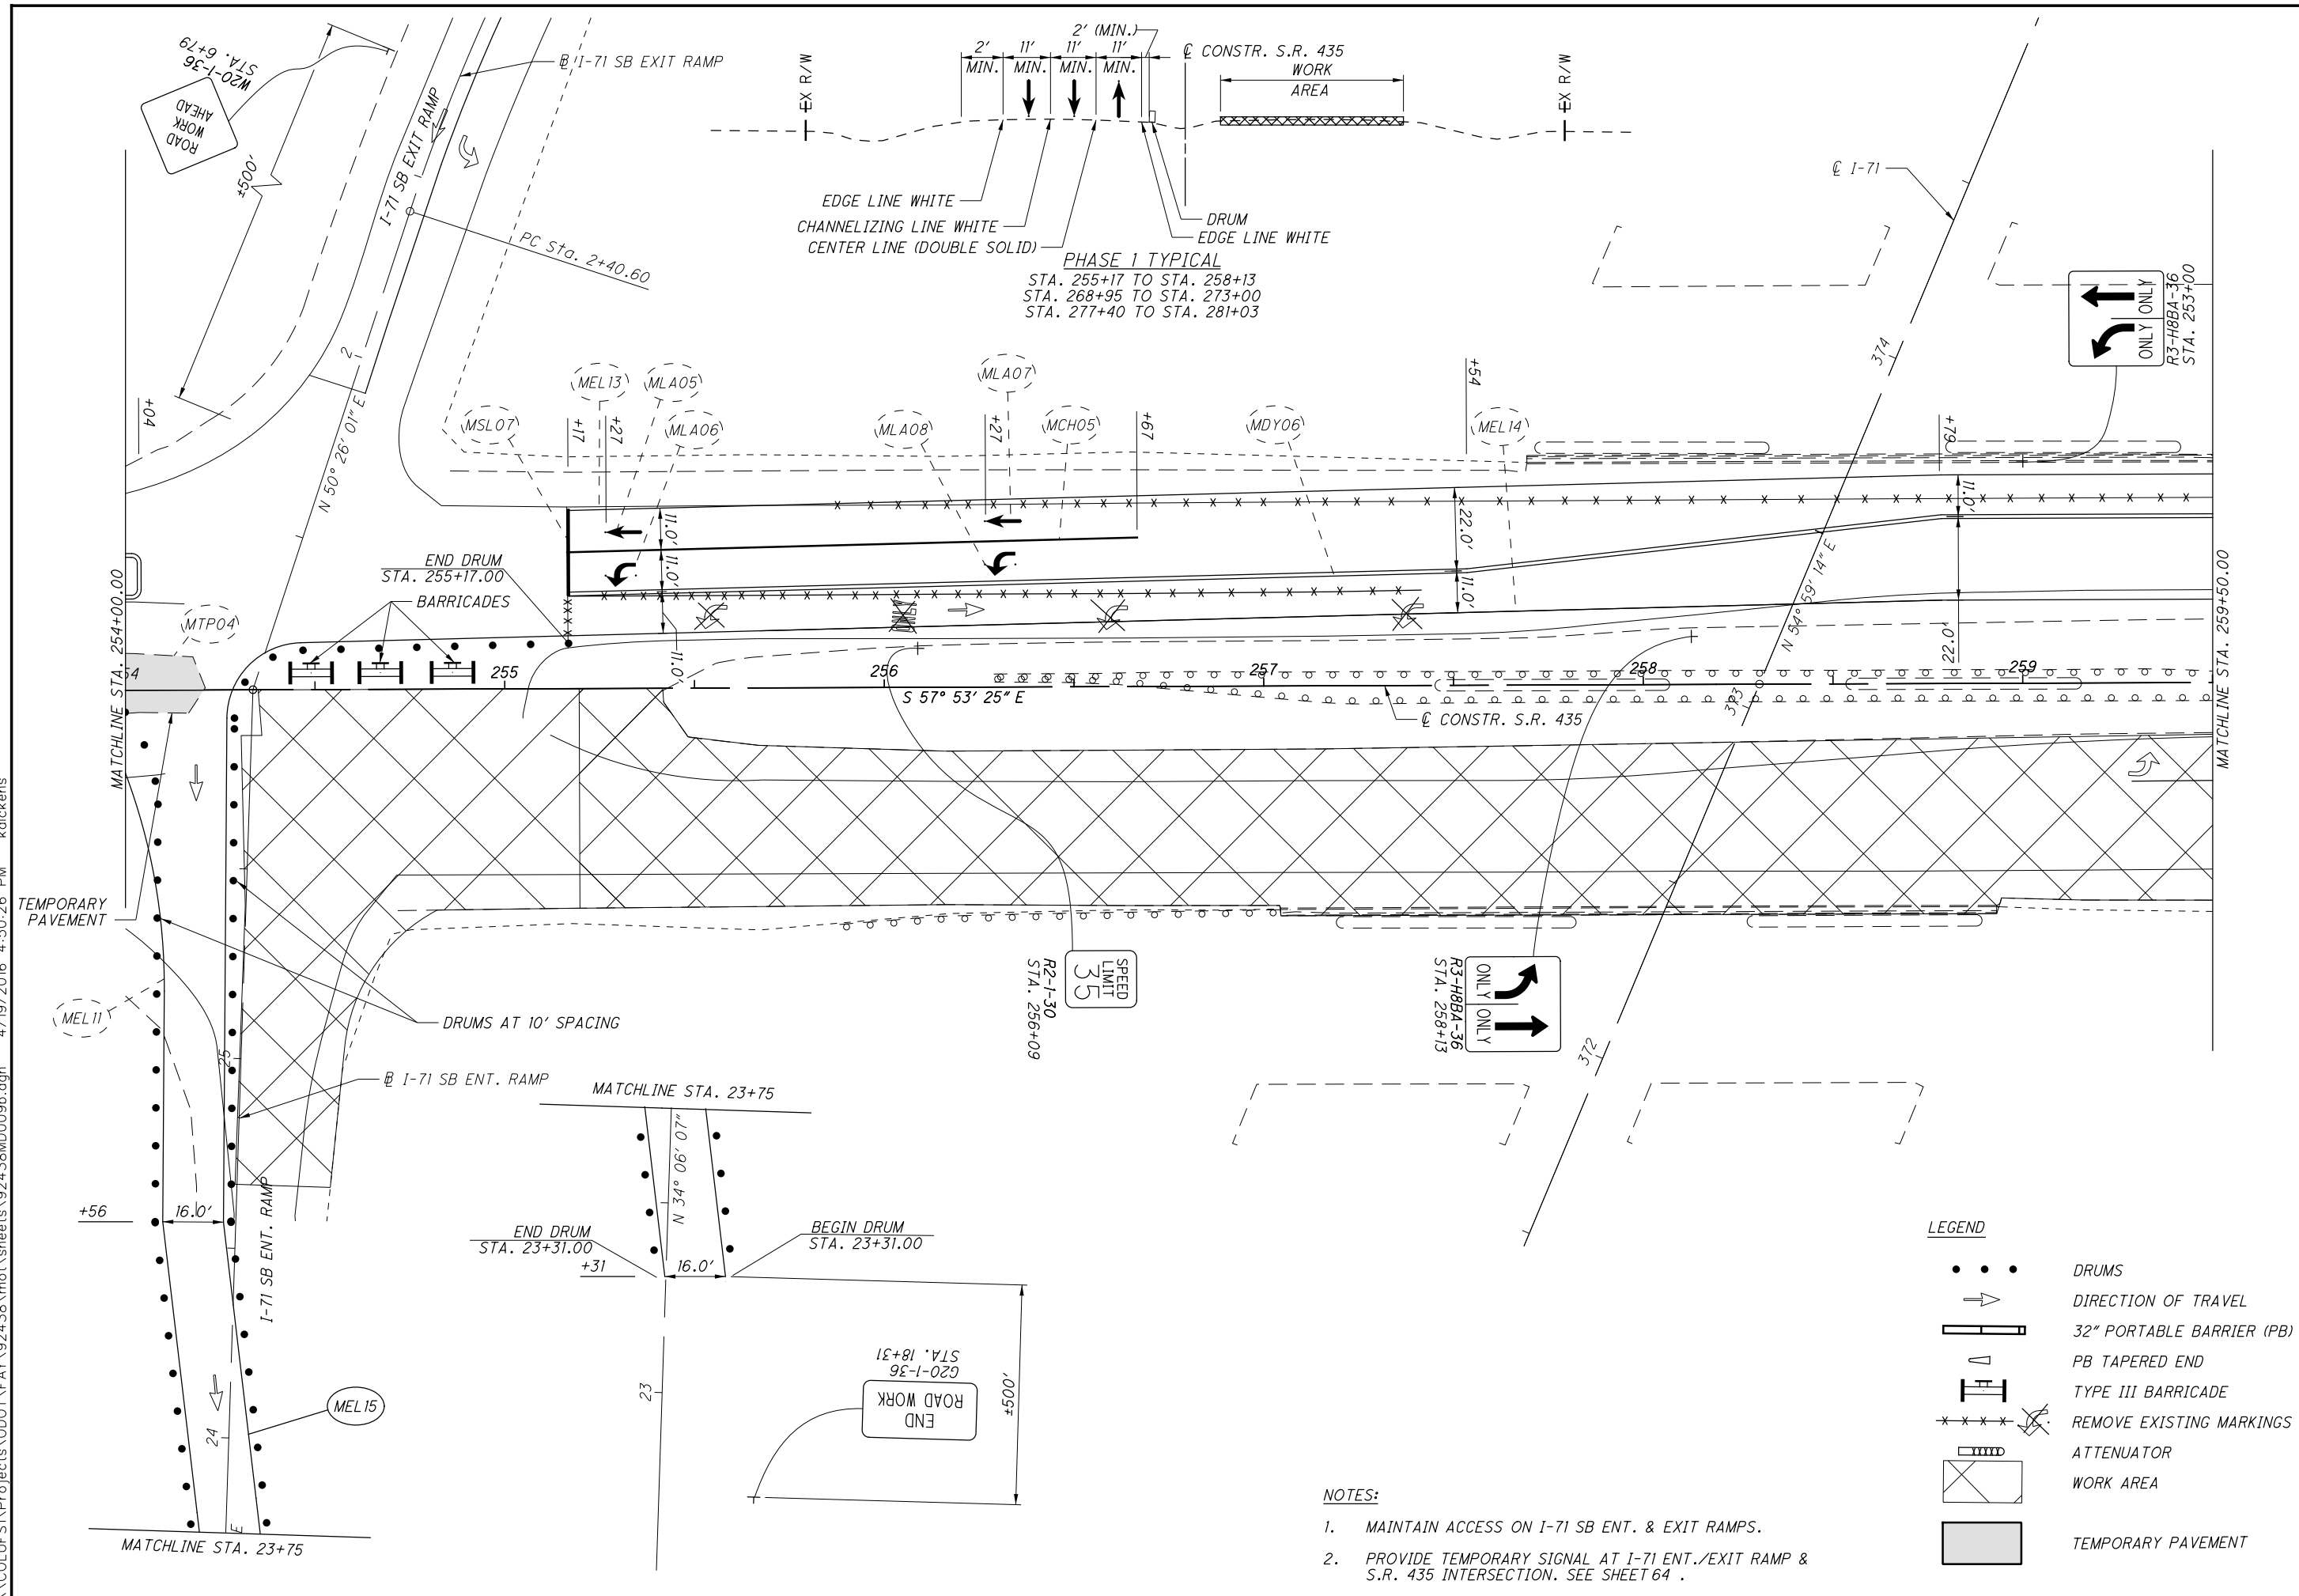 W20-1-36
STA. 6+79
ROAD
WORK
AHEAD
±500'
I-71 SB EXIT RAMP
℄ I-71 SB EXIT RAMP
PC Sta. 2+40.60
2
N 50° 26' 01" E
+04
EX R/W
2'
MIN.
11'
MIN.
11'
MIN.
11'
MIN.
2' (MIN.)
℄ CONSTR. S.R. 435
WORK
AREA
EX R/W
EDGE LINE WHITE
CHANNELIZING LINE WHITE
CENTER LINE (DOUBLE SOLID)
DRUM
EDGE LINE WHITE
PHASE 1 TYPICAL
STA. 255+17 TO STA. 258+13
STA. 268+95 TO STA. 273+00
STA. 277+40 TO STA. 281+03
℄ I-71
374
ONLY
ONLY
R3-H8BA-36
STA. 253+00
MSL07
MEL13
MLA05
MLA06
MLA08
MLA07
MCH05
MDY06
MEL14
+17
+27
+27
+67
+54
+79
11.0'
11.0'
11.0'
22.0'
11.0'
11.0'
22.0'
END DRUM
STA. 255+17.00
BARRICADES
MTP04
MATCHLINE STA. 254+00.00
54
255
256
257
258
259
S 57° 53' 25" E
N 54° 59' 14" E
373
℄ CONSTR. S.R. 435
ONLY
MATCHLINE STA. 259+50.00
TEMPORARY
PAVEMENT
MEL11
DRUMS AT 10' SPACING
25
℄ I-71 SB ENT. RAMP
SPEED
LIMIT
35
R2-1-30
STA. 256+09
ONLY
ONLY
R3-H8BA-36
STA. 258+13
372
+56
16.0'
I-71 SB ENT. RAMP
MEL15
24
E
MATCHLINE STA. 23+75
MATCHLINE STA. 23+75
N 34° 06' 07"
END DRUM
STA. 23+31.00
BEGIN DRUM
STA. 23+31.00
+31
16.0'
23
G20-1-36
STA. 18+31
END
ROAD WORK
±500'
LEGEND
DRUMS
DIRECTION OF TRAVEL
32" PORTABLE BARRIER (PB)
PB TAPERED END
TYPE III BARRICADE
X X X X REMOVE EXISTING MARKINGS
ATTENUATOR
WORK AREA
TEMPORARY PAVEMENT
NOTES:
1. MAINTAIN ACCESS ON I-71 SB ENT. & EXIT RAMPS.
2. PROVIDE TEMPORARY SIGNAL AT I-71 ENT./EXIT RAMP &
S.R. 435 INTERSECTION. SEE SHEET 64 .